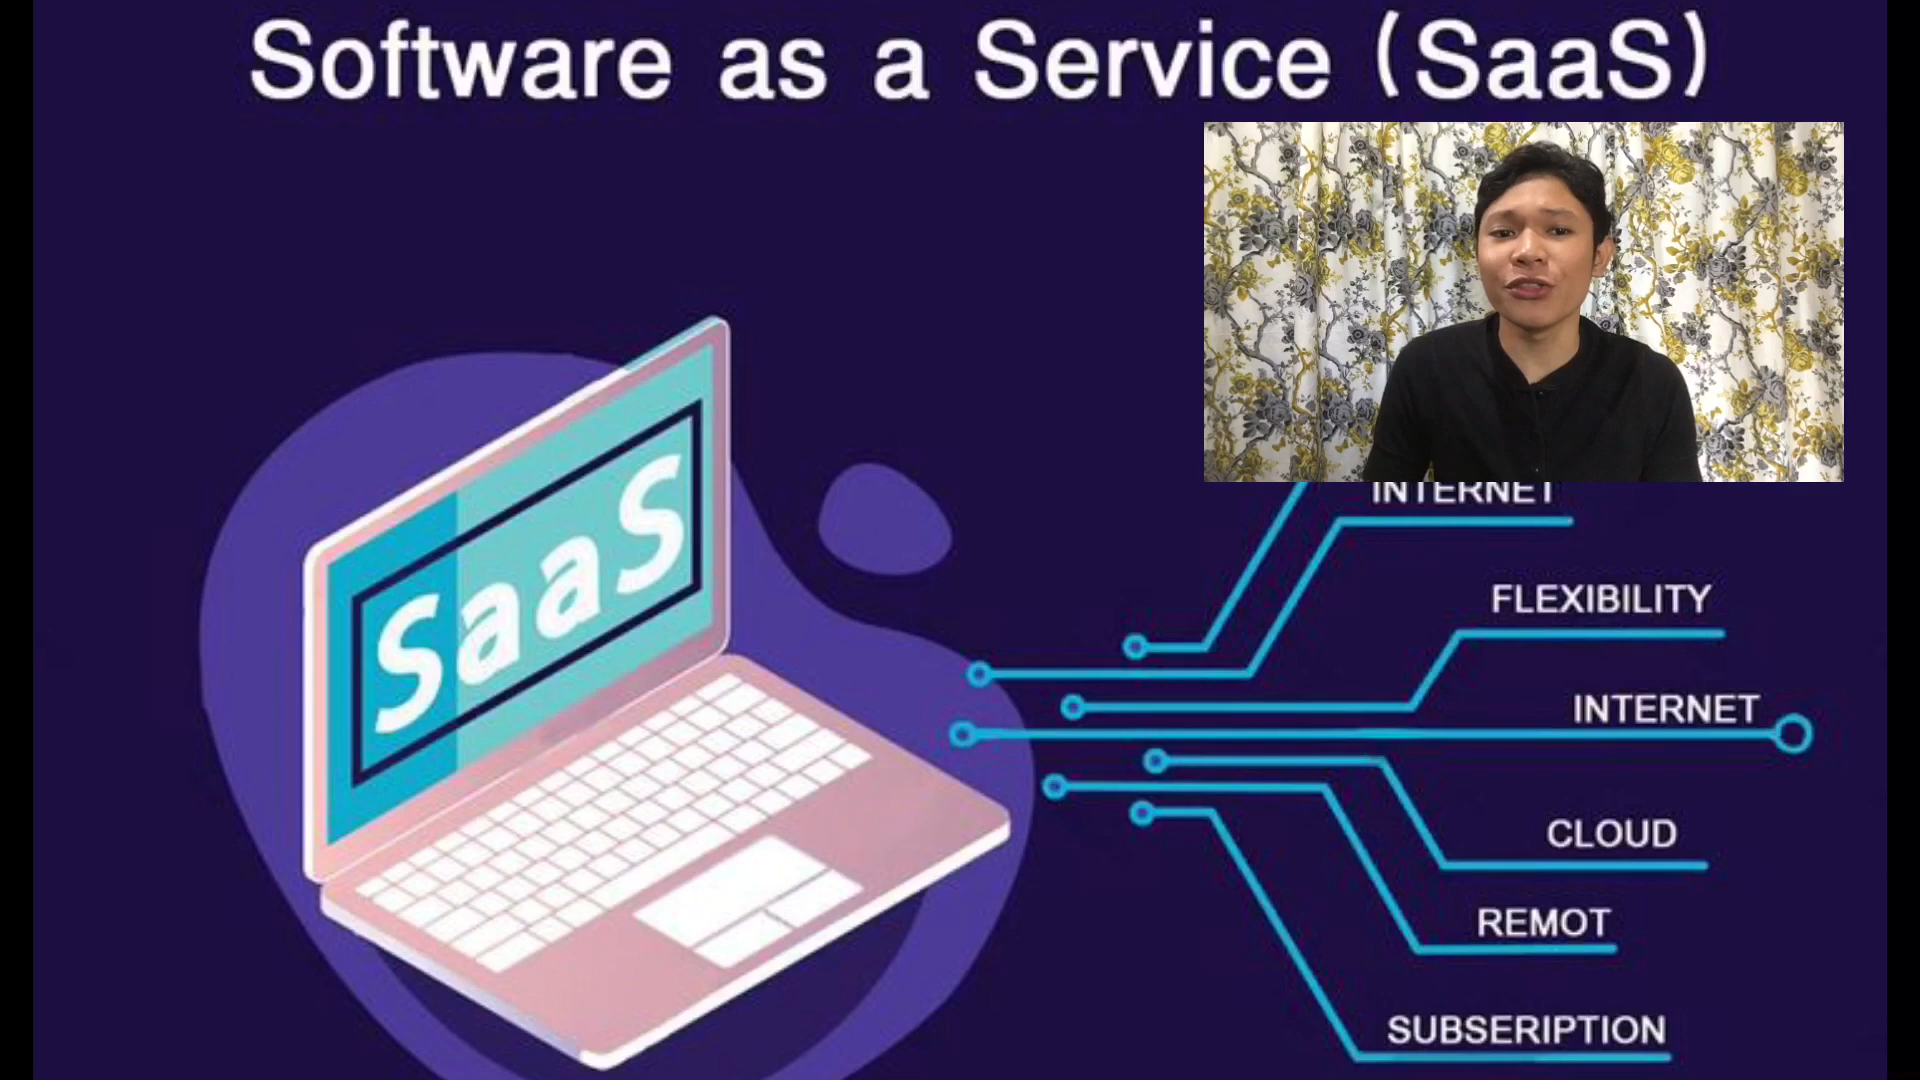 Software as a Service (SaaS)
SaaS
INTERNET
FLEXIBILITY
INTERNET
CLOUD
REMOT
SUBSERIPTION